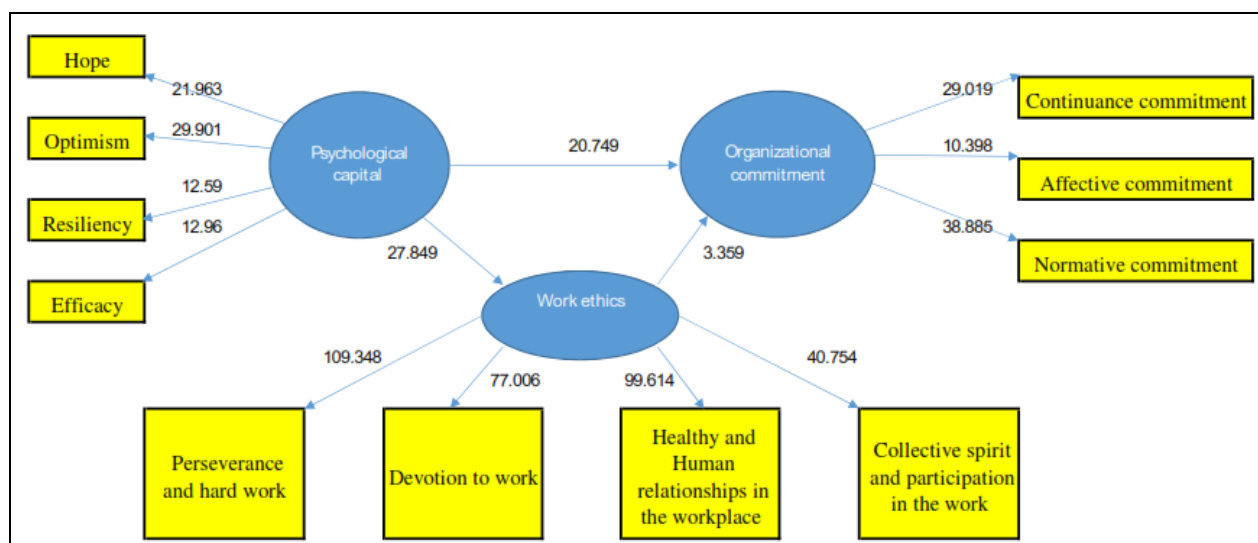 Hope
21.963
29.019
Continuance commitment
29.901
Optimism
Psychological
capital
20.749
Organizational
commitment
10.398
Affective commitment
12.59
Resiliency
12.96
38.885
Normative commitment
27.849
3.359
Efficacy
Work ethics
109.348
77.006
99.614
40.754
Perseverance
and hard work
Devotion to work
Healthy and
Human
relationships in
the workplace
Collective spirit
and participation
in the work